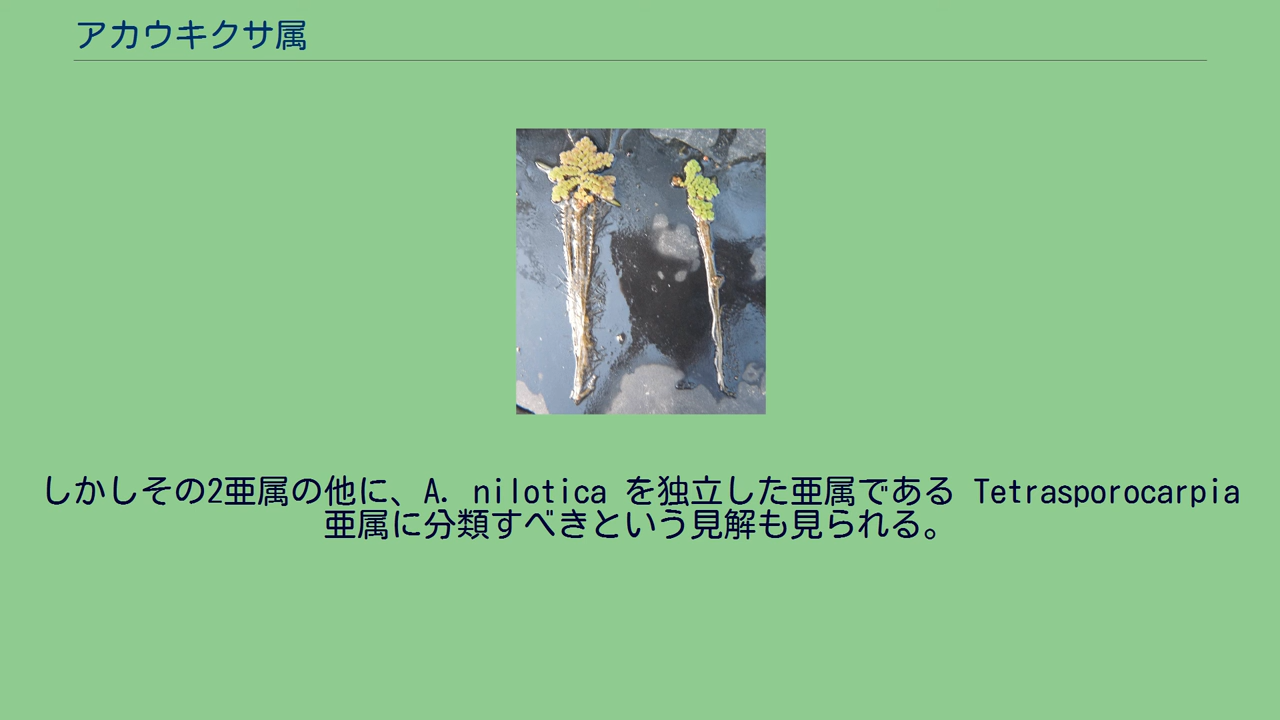 アカウキクサ属
しかしその2亜属の他に、A. nilotica を独立した亜属である Tetrasporocarpia
亜属に分類すべきという見解も見られる。